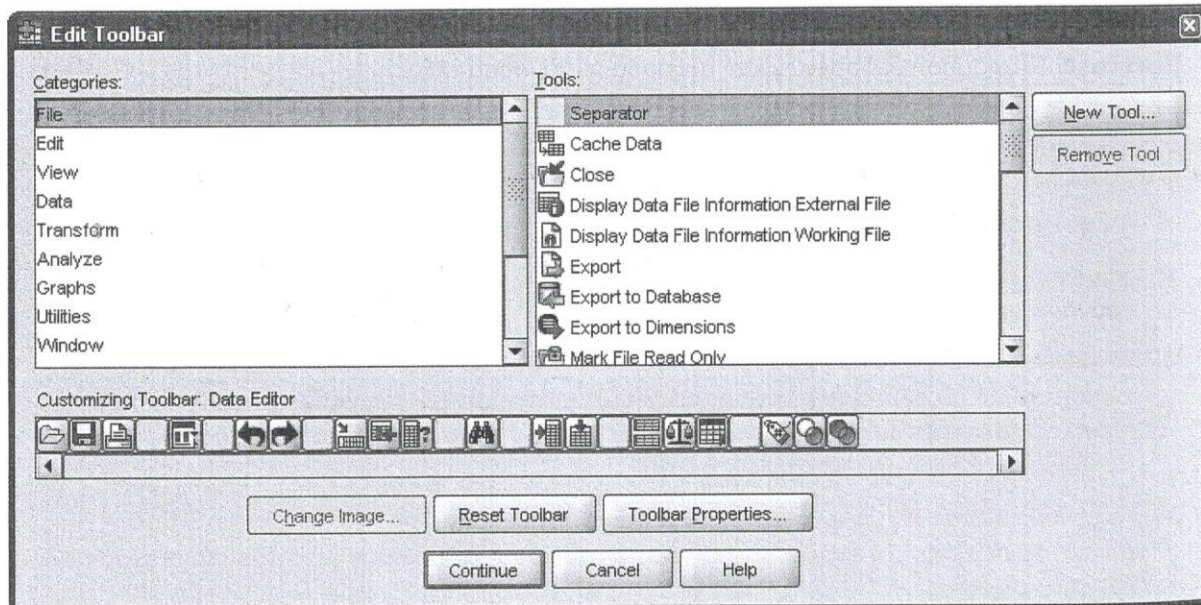 Edit Toolbar
Categories:
File
Edit
View
Data
Transform
Analyze
Graphs
Utilities
Window
Tools:
Separator
Cache Data
Close
Display Data File Information External File
Display Data File Information Working File
Export
Export to Database
Export to Dimensions
Mark File Read Only
New Tool...
Remove Tool
Customizing Toolbar: Data Editor
Change Image...
Reset Toolbar
Toolbar Properties...
Continue
Cancel
Help